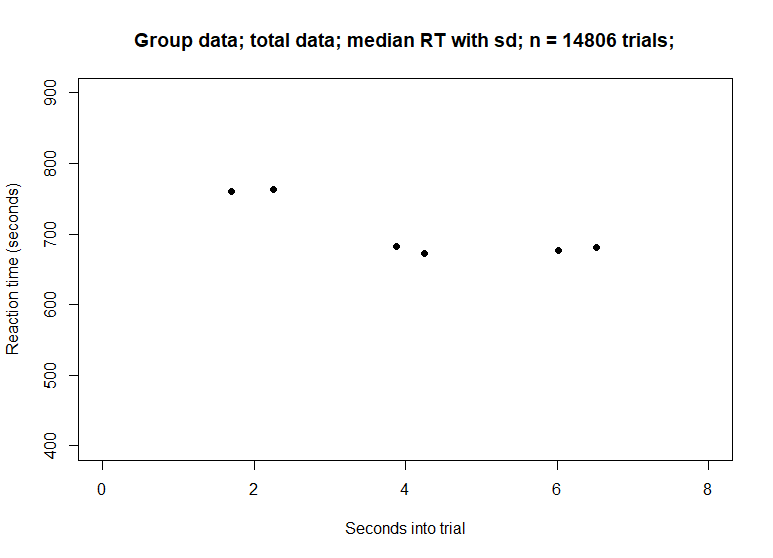 Group data; total data; median RT with sd; n = 14806 trials;
900
800
700
600
500
400
Reaction time (seconds)
0 2 4 6 8
Seconds into trial